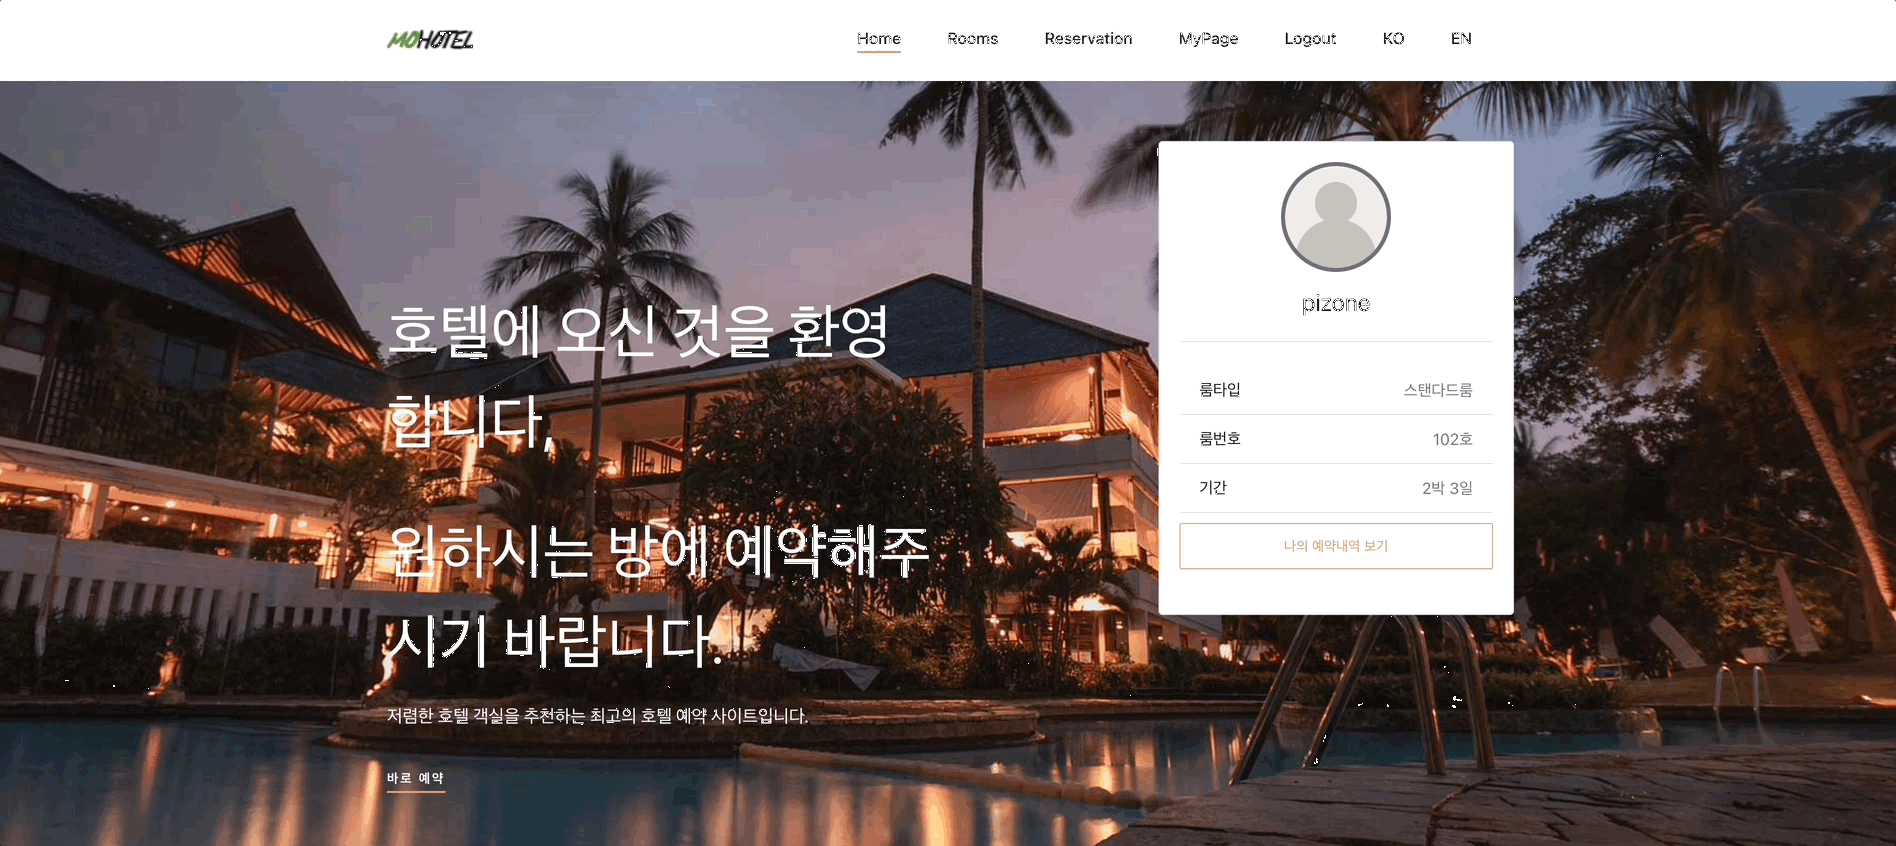 MOHOTEL
Home Rooms Reservation MyPage Logout KO EN
호텔에 오신 것을 환영
합니다,
원하시는 방에 예약해주
시기 바랍니다.
저렴한 호텔 객실을 추천하는 최고의 호텔 예약 사이트입니다.
바로 예약
pizone
룸타입 스탠다드룸
룸번호 102호
기간 2박 3일
나의 예약내역 보기